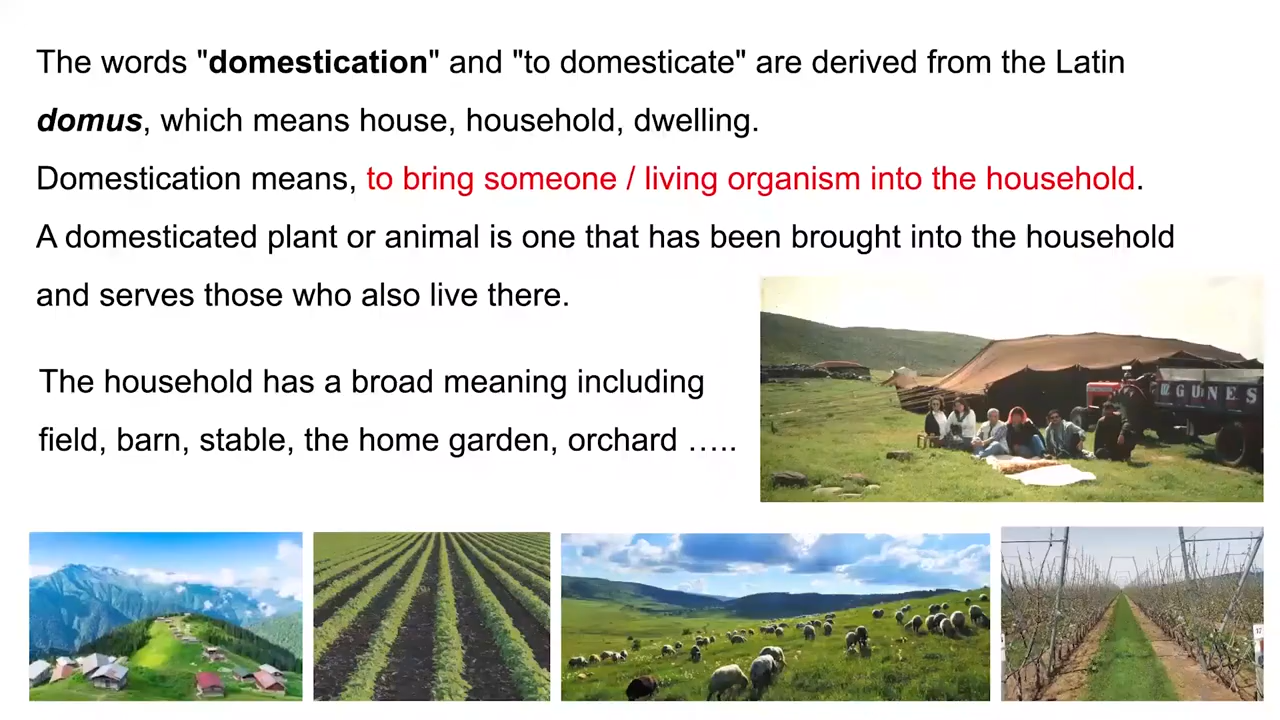 The words "domestication" and "to domesticate" are derived from the Latin
domus, which means house, household, dwelling.
Domestication means, to bring someone / living organism into the household.
A domesticated plant or animal is one that has been brought into the household
and serves those who also live there.
The household has a broad meaning including
field, barn, stable, the home garden, orchard …..
GUNES
17